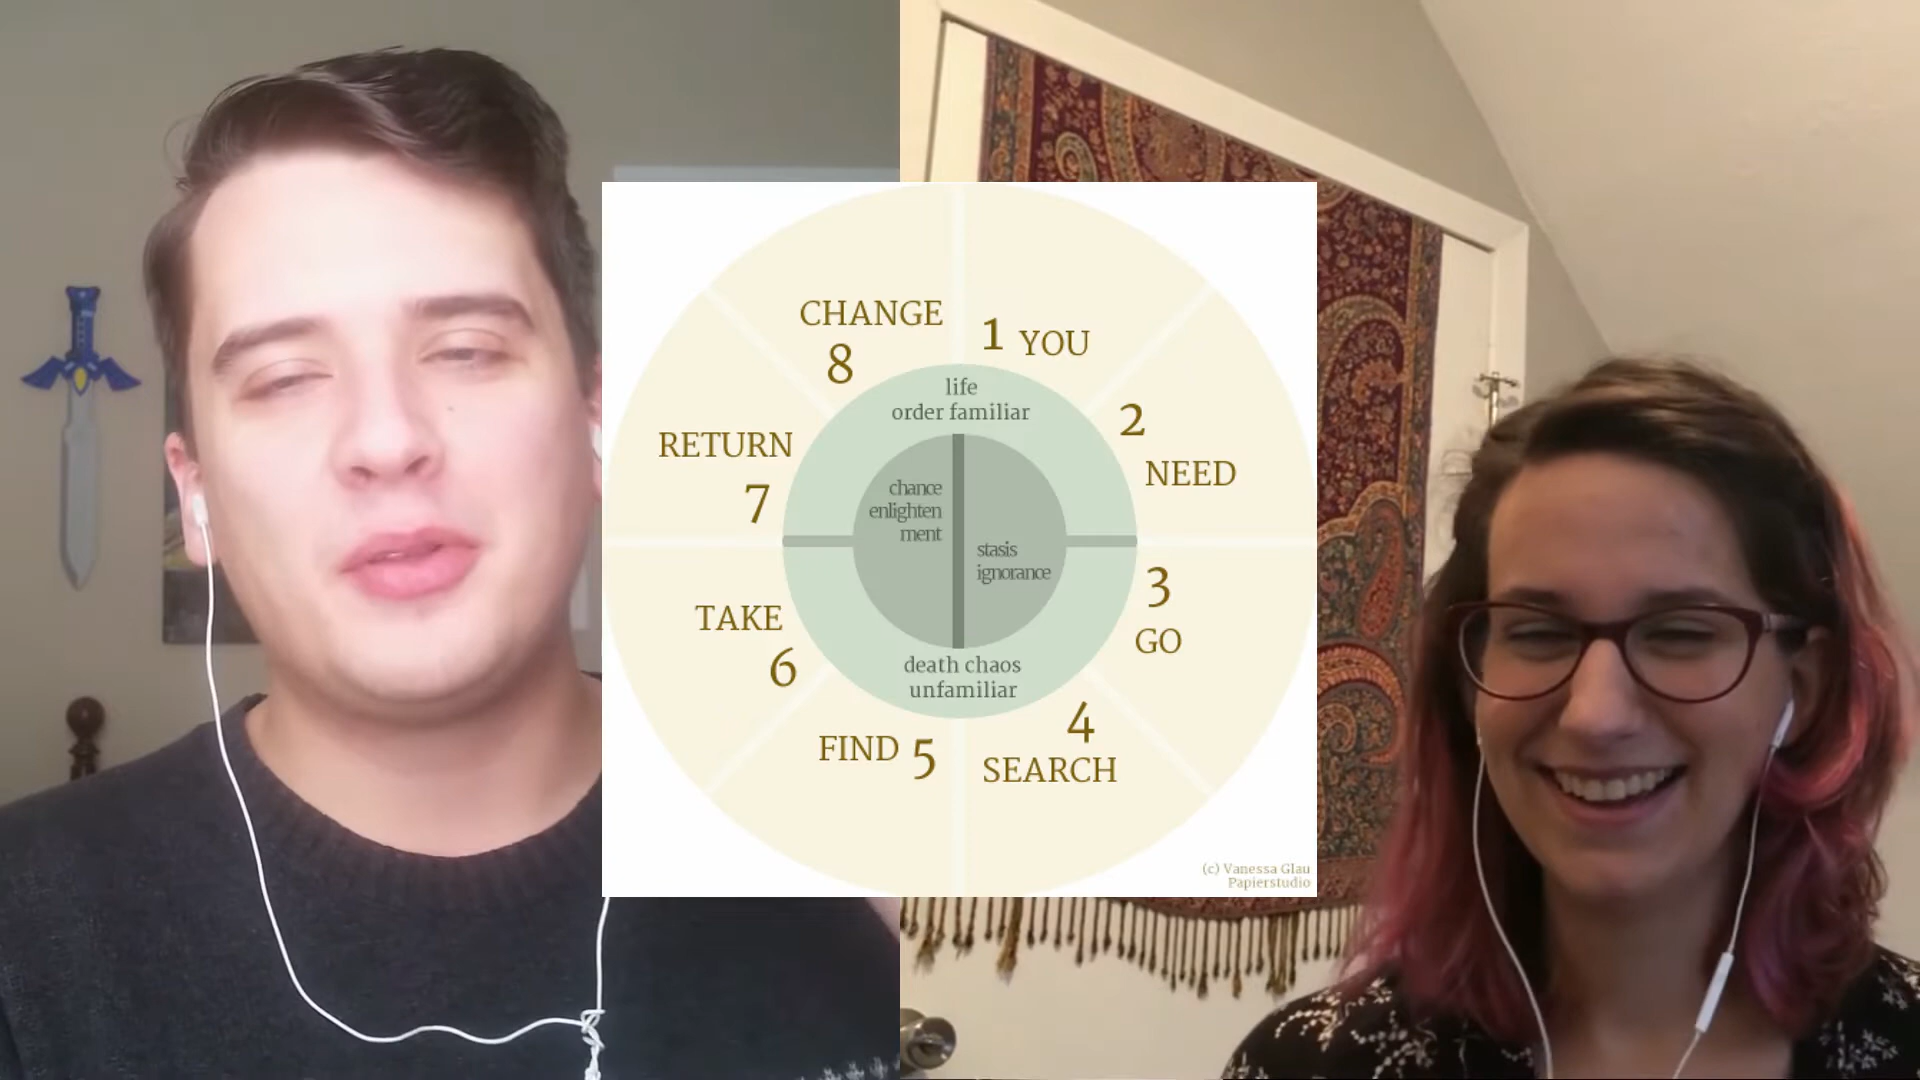 CHANGE
8
1 YOU
2
NEED
3
GO
4
SEARCH
FIND 5
TAKE
6
RETURN
7
life
order familiar
chance
enlighten
ment
stasis
ignorance
death chaos
unfamiliar
(c) Vanessa Glau
Papierstudio